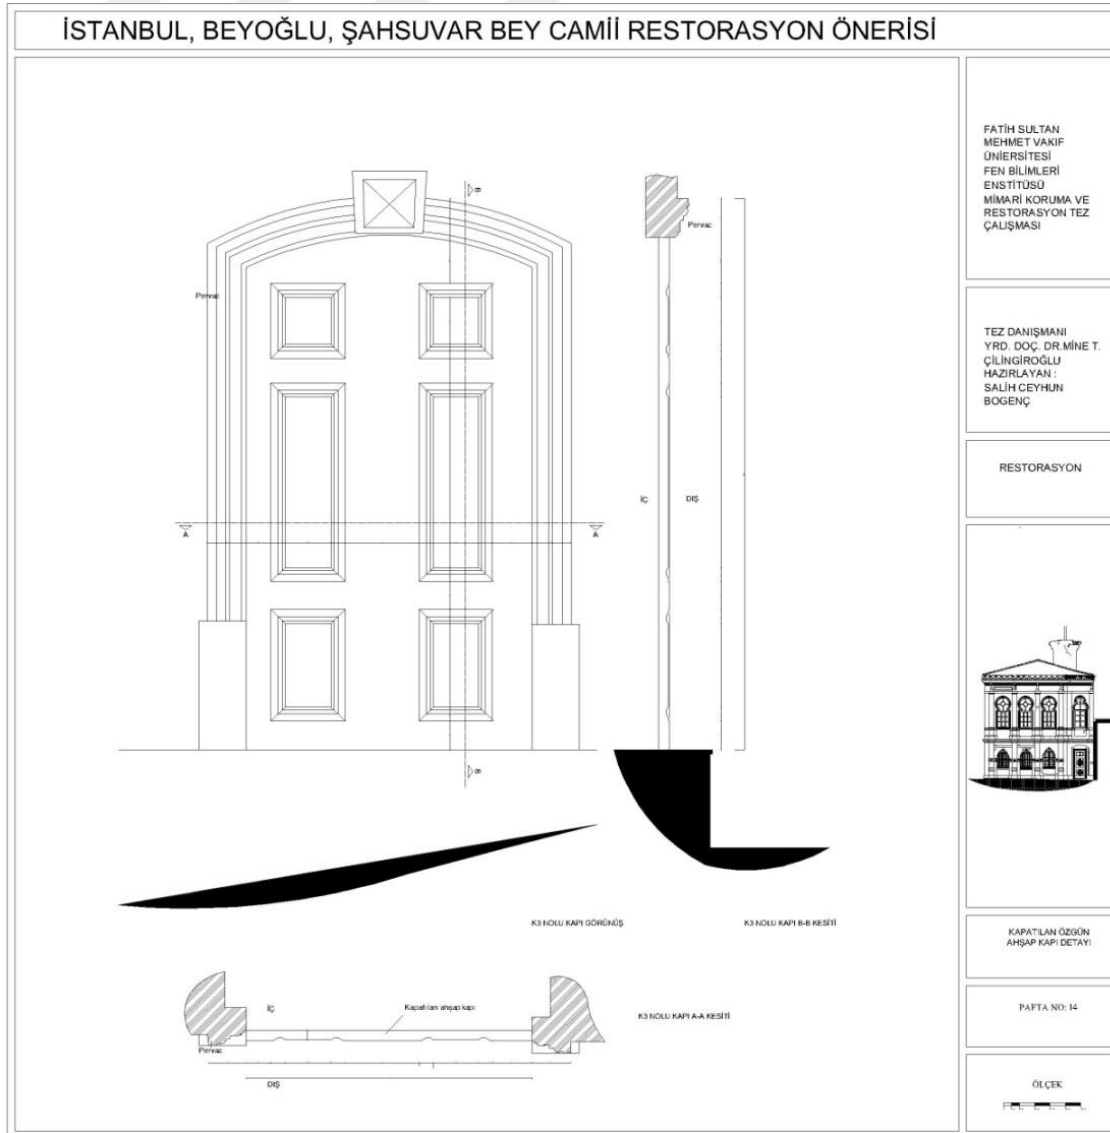 İSTANBUL, BEYOĞLU, ŞAHSUVAR BEY CAMİİ RESTORASYON ÖNERİSİ
FATİH SULTAN
MEHMET VAKIF
ÜNİERSİTESİ
FEN BİLİMLERİ
ENSTİTÜSÜ
MİMARİ KORUMA VE
RESTORASYON TEZ
ÇALIŞMASI
TEZ DANIŞMANI
YRD. DOÇ. DR.MİNE T.
ÇİLİNGİROĞLU
HAZIRLAYAN :
SALİH CEYHUN
BOGENÇ
RESTORASYON
KAPATILAN ÖZGÜN
AHŞAP KAPI DETAYI
PAFTA NO: 14
ÖLÇEK
B
Pervaz
Pervaz
İÇ
DIŞ
A
A
B
K3 NOLU KAPI GÖRÜNÜŞ
K3 NOLU KAPI B-B KESİTİ
İÇ
Kapatılan ahşap kapı
K3 NOLU KAPI A-A KESİTİ
Pervaz
DIŞ